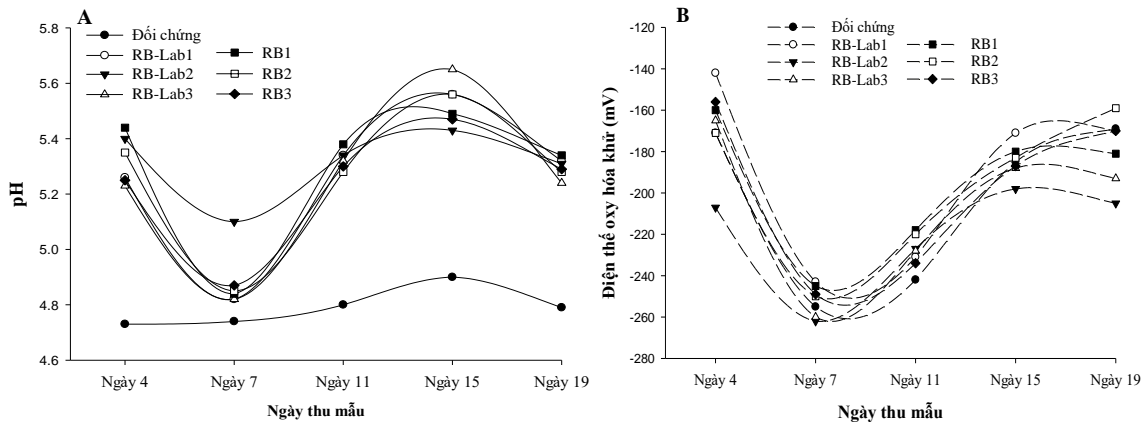 A
5.8
5.6
5.4
5.2
5.0
4.8
4.6
pH
Đối chứng
RB-Lab1
RB-Lab2
RB-Lab3
RB1
RB2
RB3
Ngày 4
Ngày 7
Ngày 11
Ngày 15
Ngày 19
Ngày thu mẫu
B
-120
-140
-160
-180
-200
-220
-240
-260
-280
Điện thế oxy hóa khử (mV)
Đối chứng
RB-Lab1
RB-Lab2
RB-Lab3
RB1
RB2
RB3
Ngày 4
Ngày 7
Ngày 11
Ngày 15
Ngày 19
Ngày thu mẫu